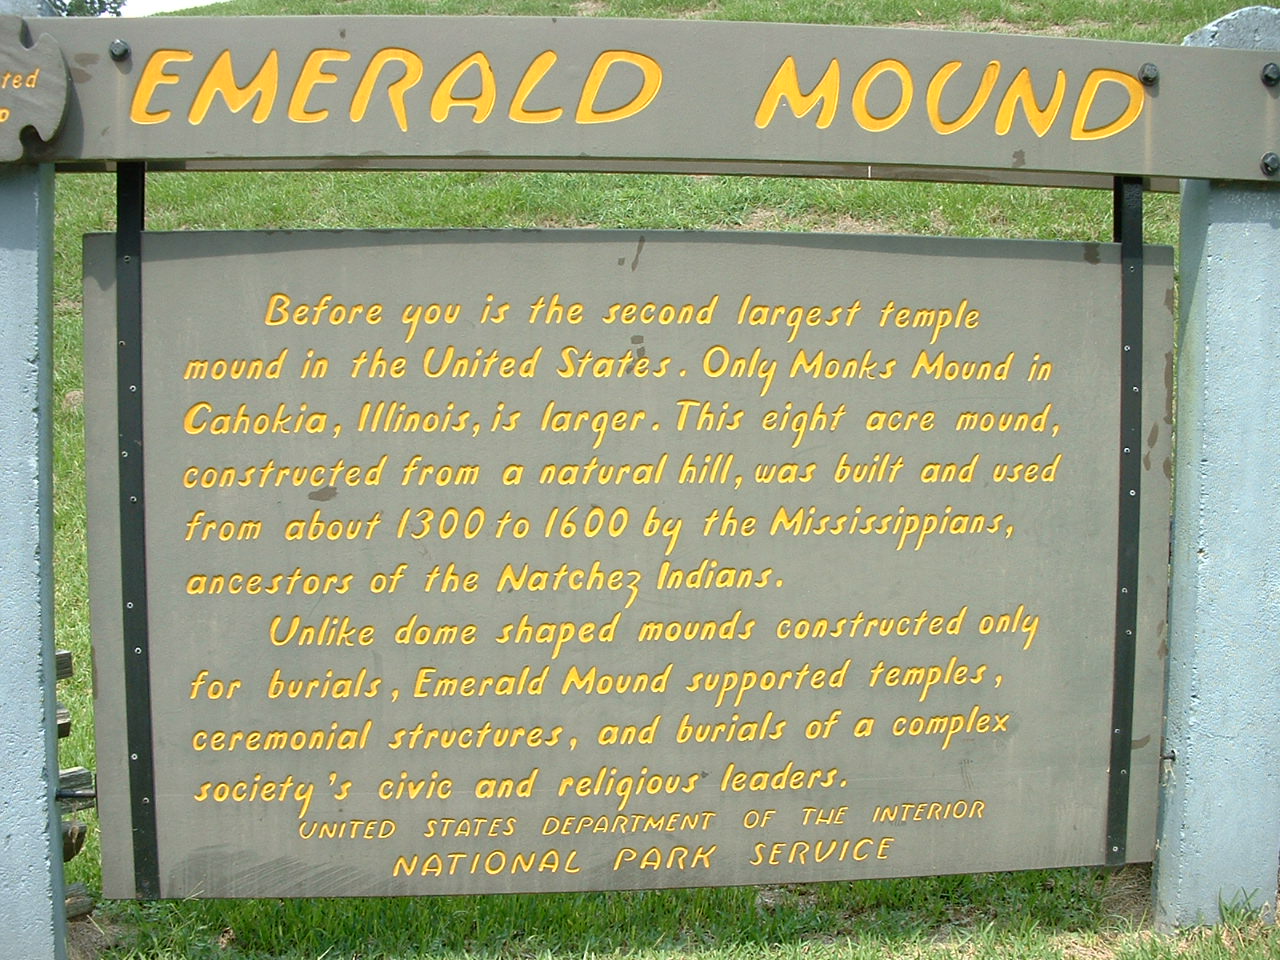 EMERALD MOUND
Before you is the second largest temple
mound in the United States. Only Monks Mound in
Cahokia, Illinois, is larger. This eight acre mound,
constructed from a natural hill, was built and used
from about 1300 to 1600 by the Mississippians,
ancestors of the Natchez Indians.
Unlike dome shaped mounds constructed only
for burials, Emerald Mound supported temples,
ceremonial structures, and burials of a complex
society's civic and religious leaders.
UNITED STATES DEPARTMENT OF THE INTERIOR
NATIONAL PARK SERVICE